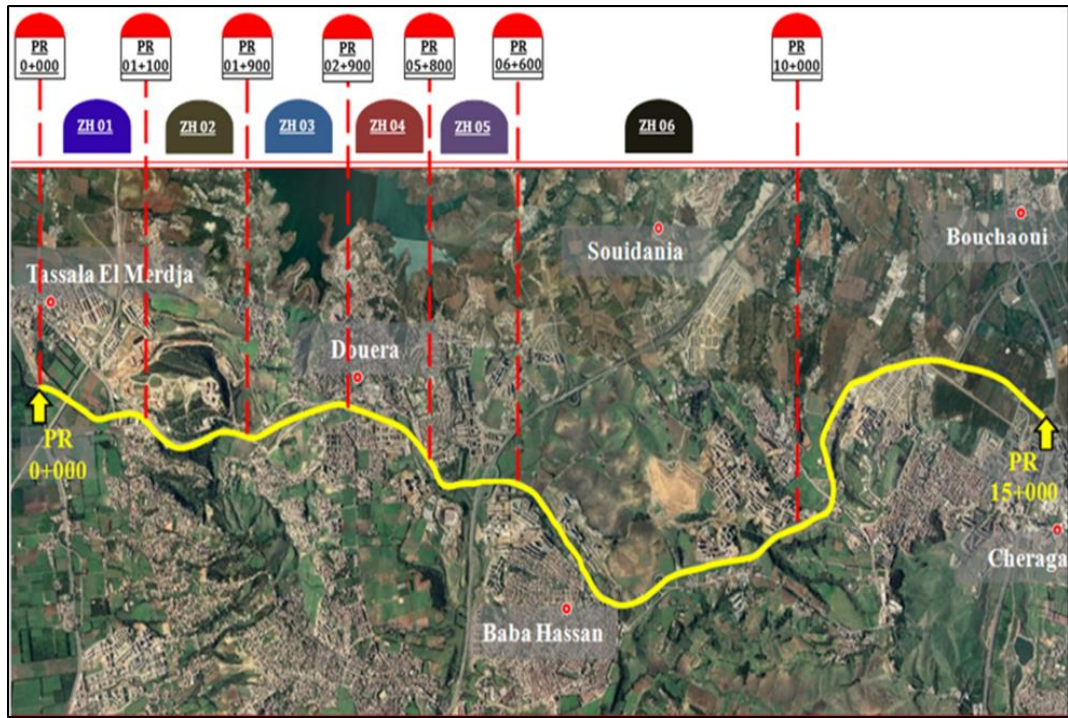 PR
0+000
PR
01+100
PR
01+900
PR
02+900
PR
05+800
PR
06+600
PR
10+000
ZH 01
ZH 02
ZH 03
ZH 04
ZH 05
ZH 06
Bouchaoui
Souidania
Tassala El Merdja
Douera
PR
0+000
PR
15+000
Cheraga
Baba Hassan